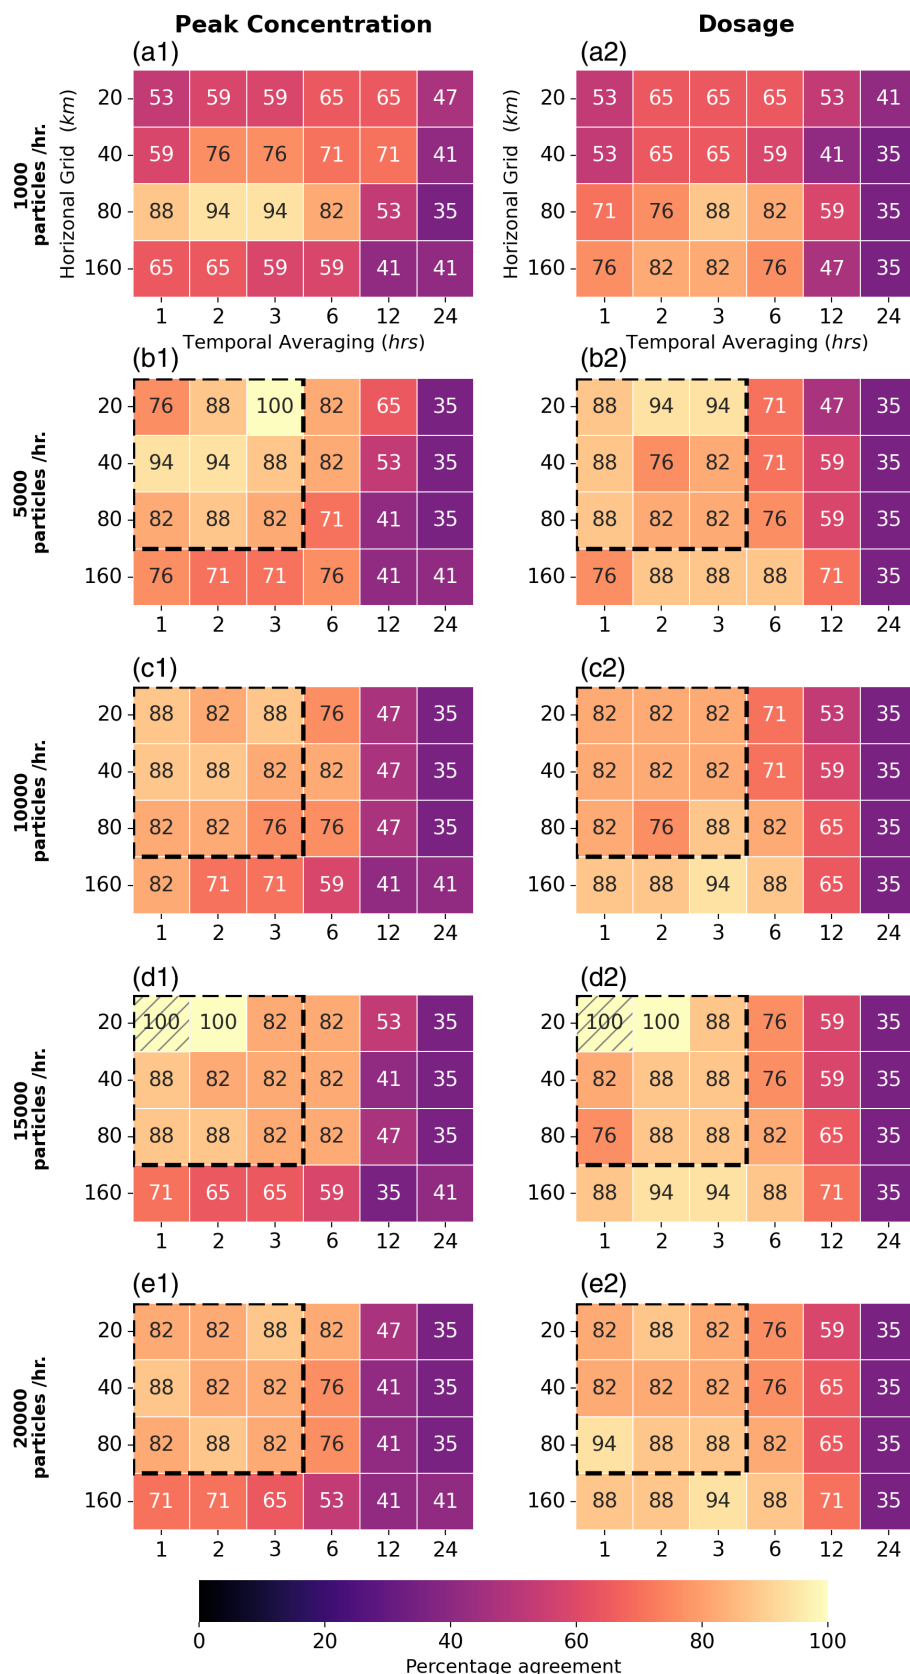 Peak Concentration Dosage
(a1) (a2)
1000
particles /hr.
Horizonal Grid (km)
20 53 59 59 65 65 47
40 59 76 76 71 71 41
80 88 94 94 82 53 35
160 65 65 59 59 41 41
1 2 3 6 12 24
Temporal Averaging (hrs)
Horizonal Grid (km)
20 53 65 65 65 53 41
40 53 65 65 59 41 35
80 71 76 88 82 59 35
160 76 82 82 76 47 35
1 2 3 6 12 24
Temporal Averaging (hrs)
(b1) (b2)
5000
particles /hr.
20 76 88 100 82 65 35
40 94 94 88 82 53 35
80 82 88 82 71 41 35
160 76 71 71 76 41 41
1 2 3 6 12 24
20 88 94 94 71 47 35
40 88 76 82 71 59 35
80 88 82 82 76 59 35
160 76 88 88 88 71 35
1 2 3 6 12 24
(c1) (c2)
10000
particles /hr.
20 88 82 88 76 47 35
40 88 88 82 82 47 35
80 82 82 76 76 47 35
160 82 71 71 59 41 41
1 2 3 6 12 24
20 82 82 82 71 53 35
40 82 82 82 71 59 35
80 82 76 88 82 65 35
160 88 88 94 88 65 35
1 2 3 6 12 24
(d1) (d2)
15000
particles /hr.
20 100 100 82 82 53 35
40 88 82 82 82 41 35
80 88 88 82 82 47 35
160 71 65 65 59 35 41
1 2 3 6 12 24
20 100 100 88 76 59 35
40 82 88 88 76 59 35
80 76 88 88 82 65 35
160 88 94 94 88 71 35
1 2 3 6 12 24
(e1) (e2)
20000
particles /hr.
20 82 82 88 82 47 35
40 88 82 82 76 41 35
80 82 88 82 76 41 35
160 71 71 65 53 41 41
1 2 3 6 12 24
20 82 88 82 76 59 35
40 82 82 82 76 65 35
80 94 88 88 82 65 35
160 88 88 94 88 71 35
1 2 3 6 12 24
0 20 40 60 80 100
Percentage agreement